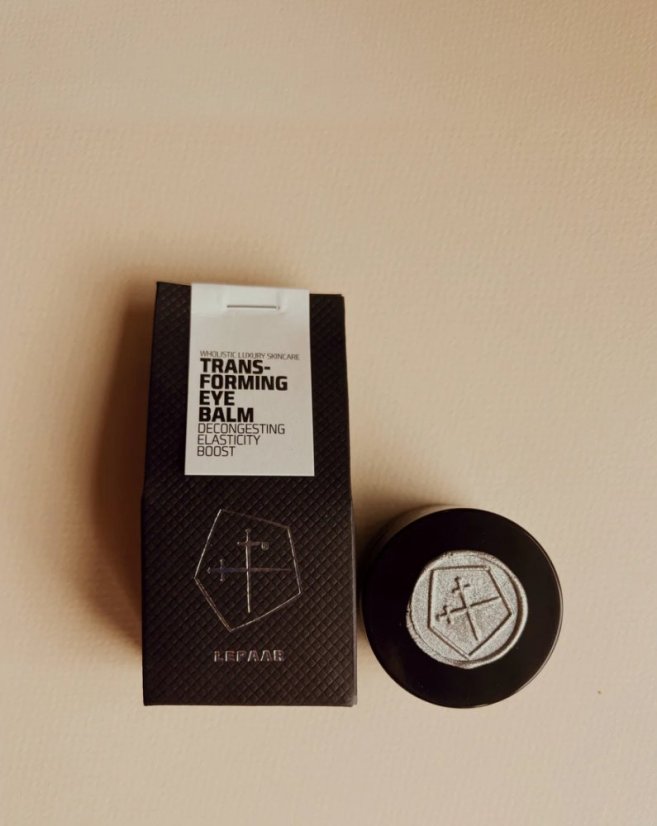 WHOLISTIC LUXURY SKINCARE
TRANS-
FORMING
EYE
BALM
DECONGESTING
ELASTICITY
BOOST
LEPAAR